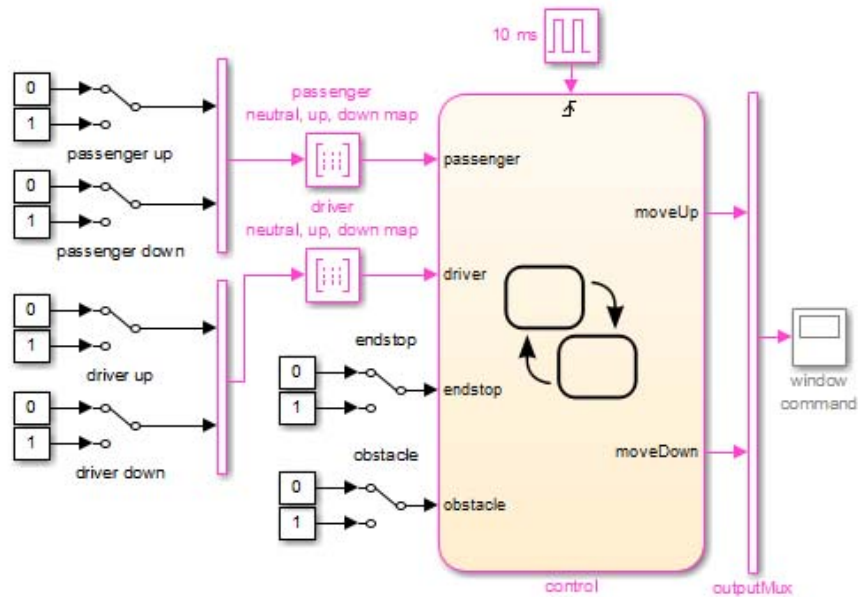 10 ms
0
1
passenger up
0
1
passenger down
passenger
neutral, up, down map
driver
neutral, up, down map
0
1
driver up
0
1
driver down
endstop
0
1
obstacle
0
1
passenger
driver
endstop
obstacle
moveUp
moveDown
control
outputMux
window
command